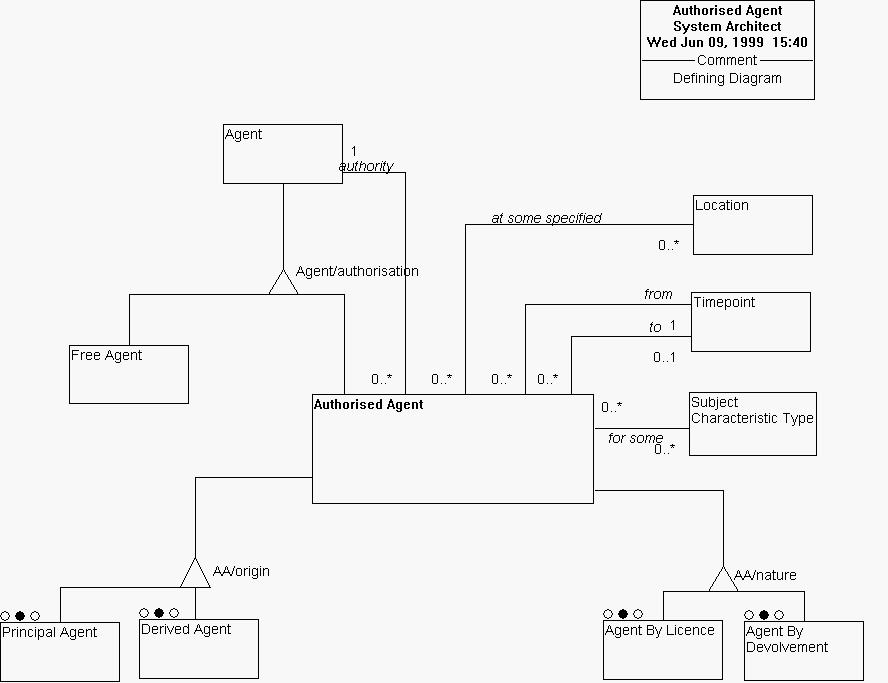 Authorised Agent
System Architect
Wed Jun 09, 1999  15:40
Comment
Defining Diagram
Agent
1
authority
Location
at some specified
0..*
Agent/authorisation
from
Timepoint
to
1
0..1
Free Agent
0..*
0..*
0..*
0..*
Authorised Agent
0..*
Subject
Characteristic Type
for some
0..*
AA/origin
AA/nature
Principal Agent
Derived Agent
Agent By Licence
Agent By
Devolvement